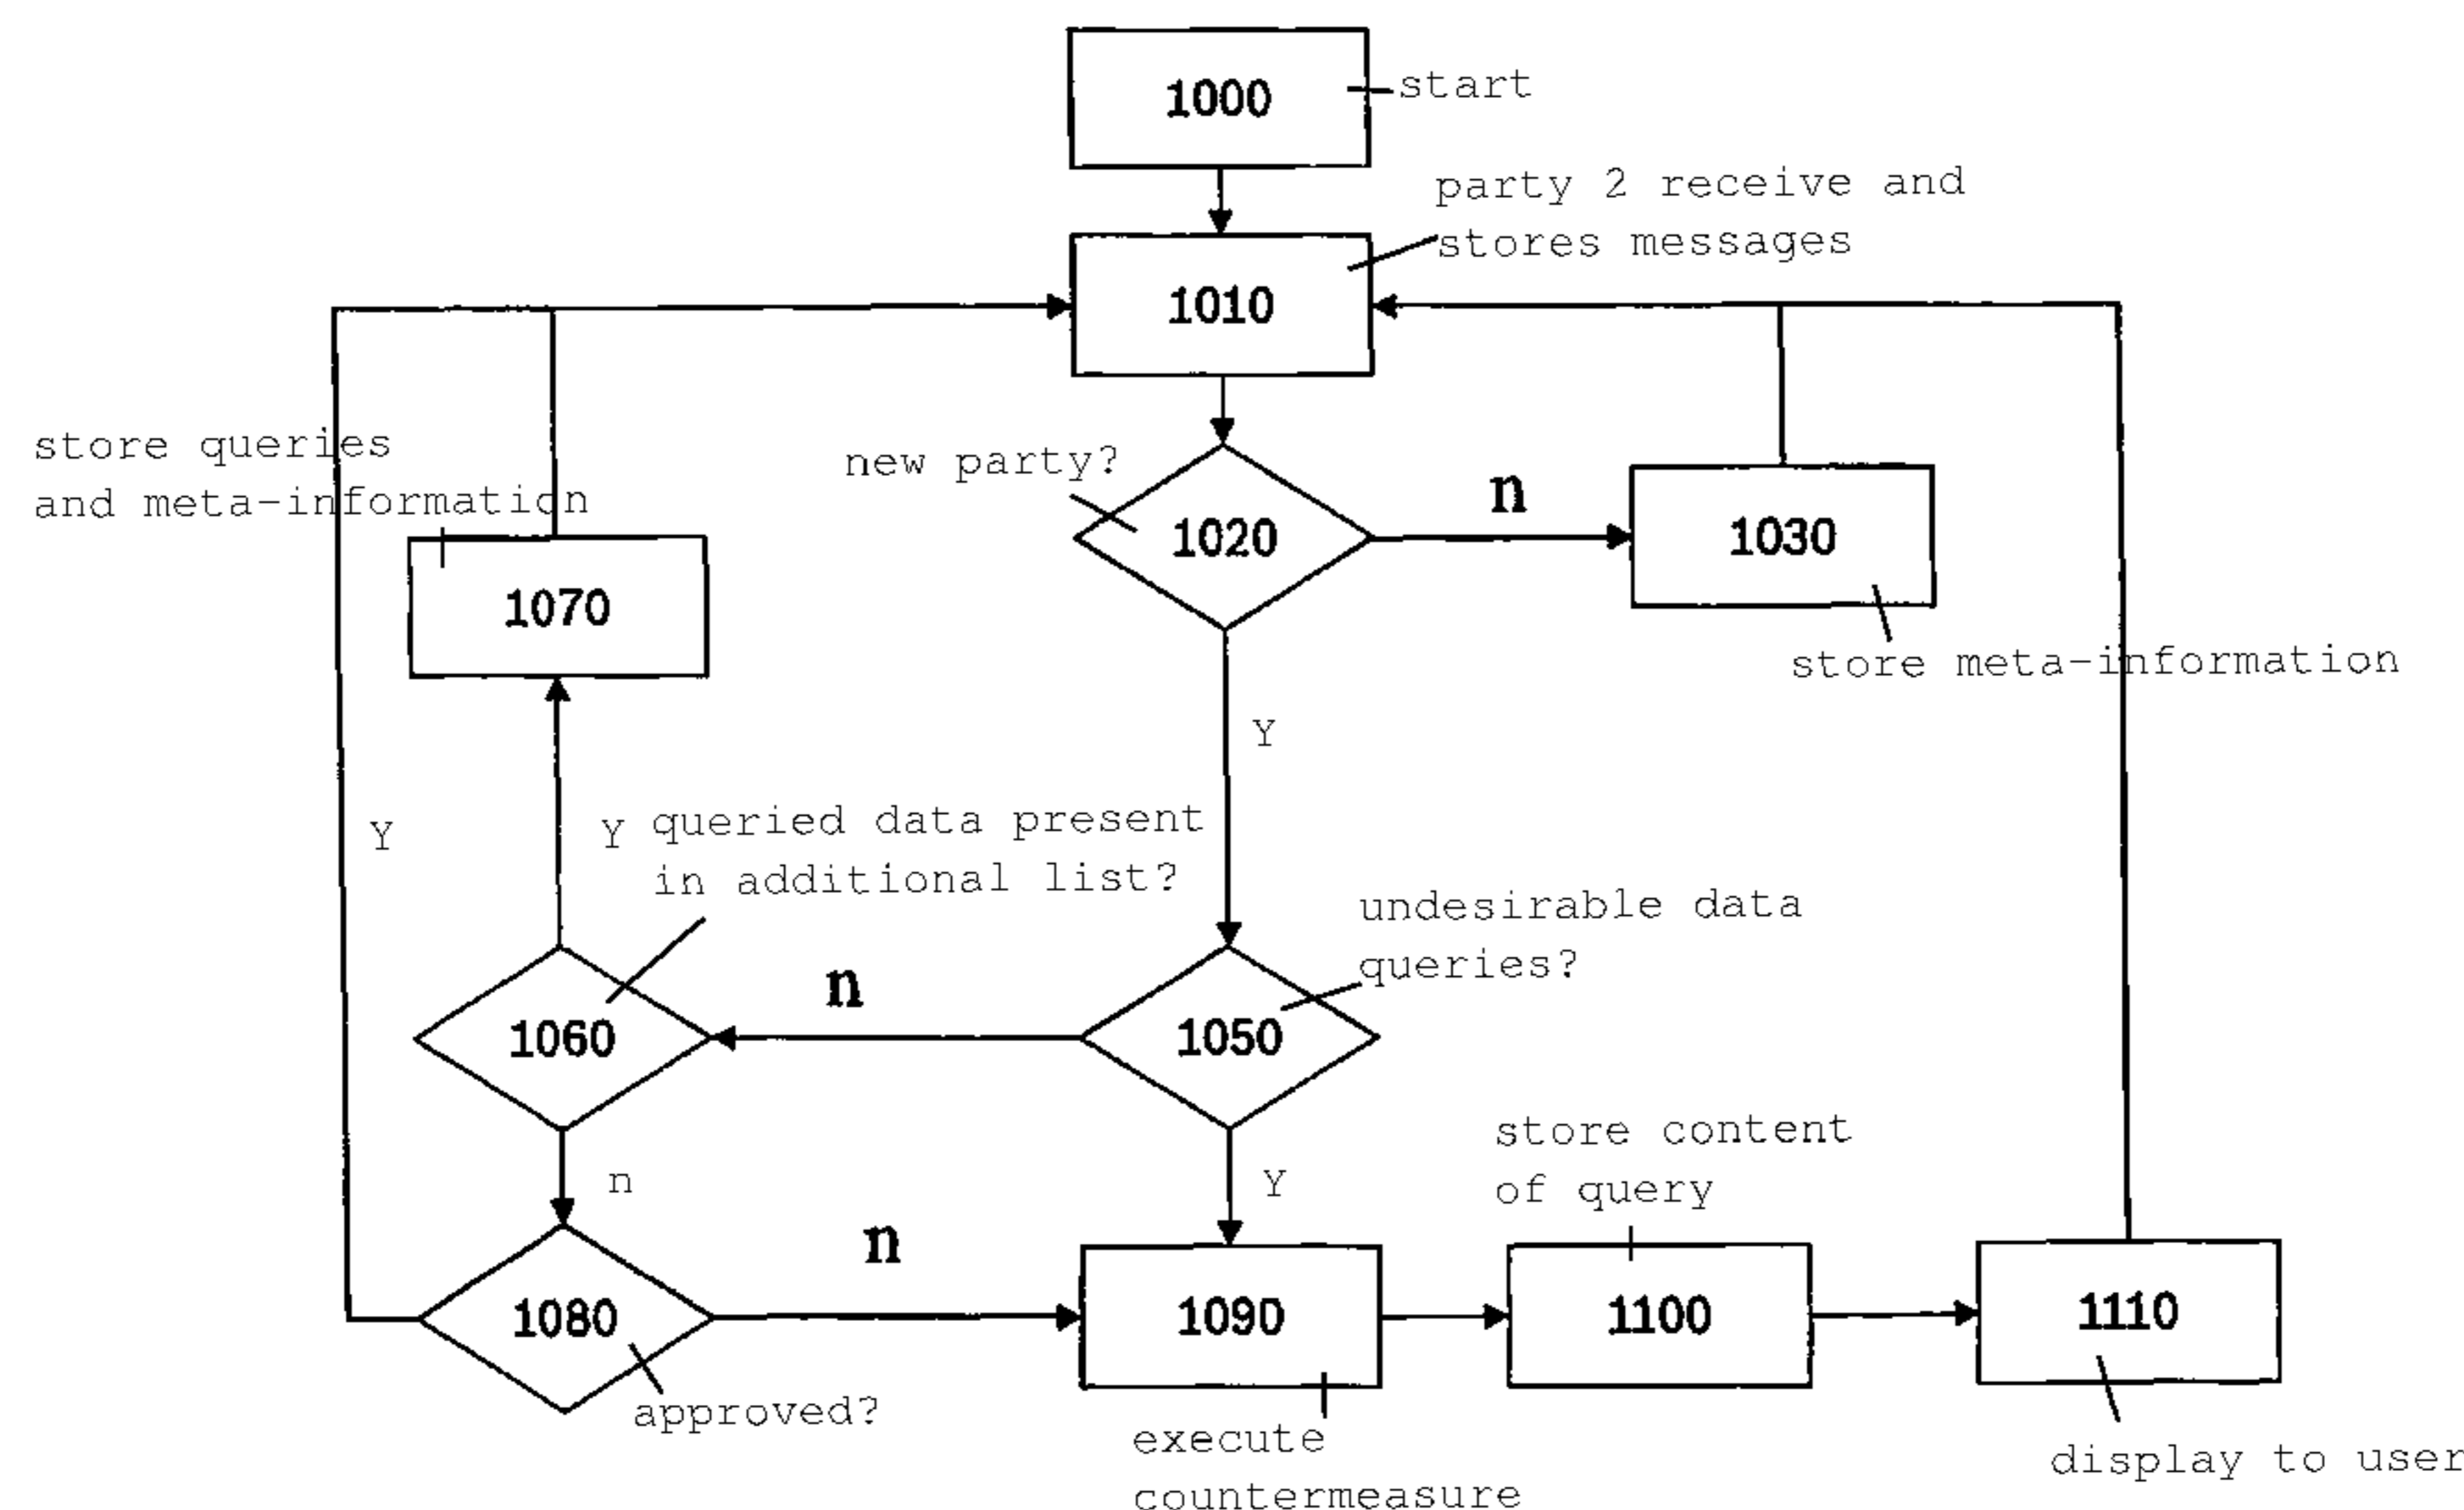 1000
start
party 2 receive and
stores messages
1010
store queries
and meta-information
new party?
n
1020
1030
1070
store meta-information
Y
Y
Y
queried data present
in additional list?
undesirable data
queries?
n
1060
1050
store content
of query
n
Y
n
1080
1090
1100
1110
approved?
execute
countermeasure
display to user